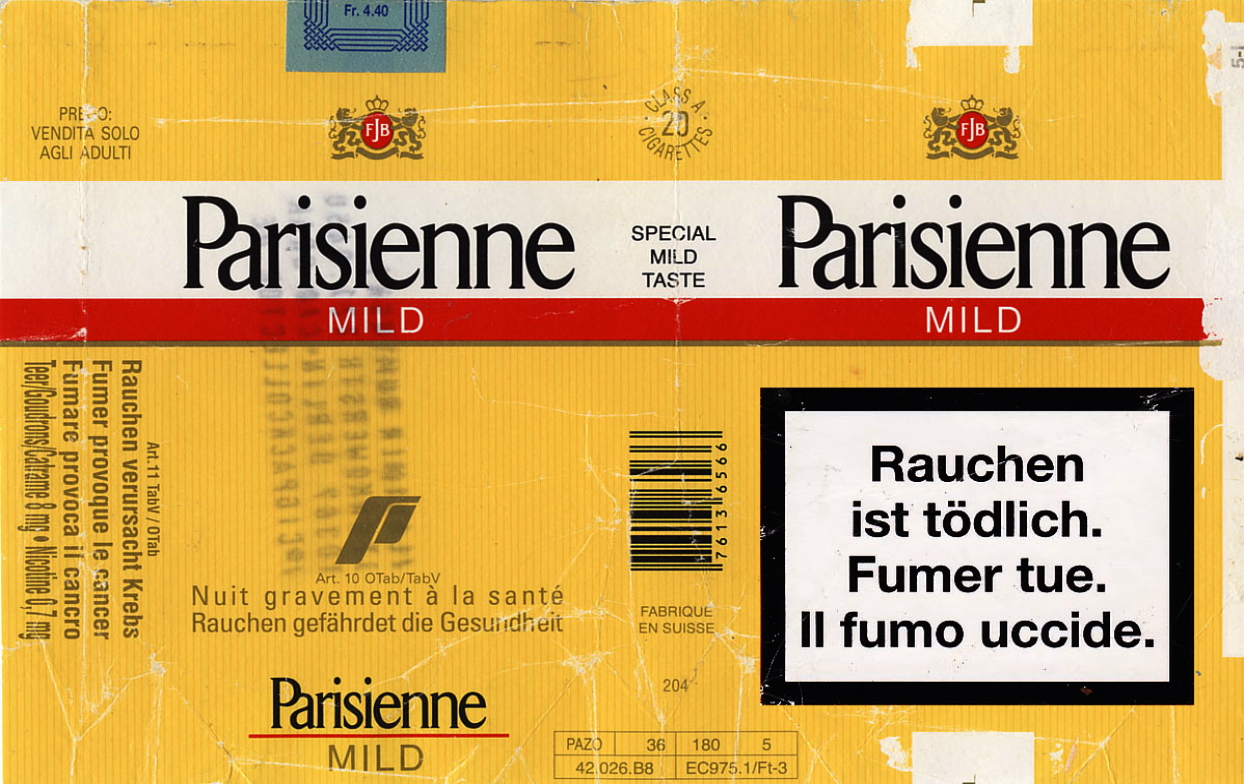 Fr. 4.40
VENDITA SOLO
AGLI ADULTI
FJB
CLASS A
20
CIGARETTES
FJB
Parisienne
MILD
SPECIAL
MILD
TASTE
Parisienne
MILD
Art. 11 TabV / OTab
Rauchen verursacht Krebs
Fumer provoque le cancer
Fumare provoca il cancro
Teer/Goudrons/Catrame 8 mg • Nicotine 0,7 mg
Art. 10 OTab/TabV
Nuit gravement à la santé
Rauchen gefährdet die Gesundheit
Parisienne
MILD
76136566
FABRIQUE
EN SUISSE
204
PAZO 36 180 5
42.026.B8 EC975.1/Ft-3
Rauchen
ist tödlich.
Fumer tue.
Il fumo uccide.